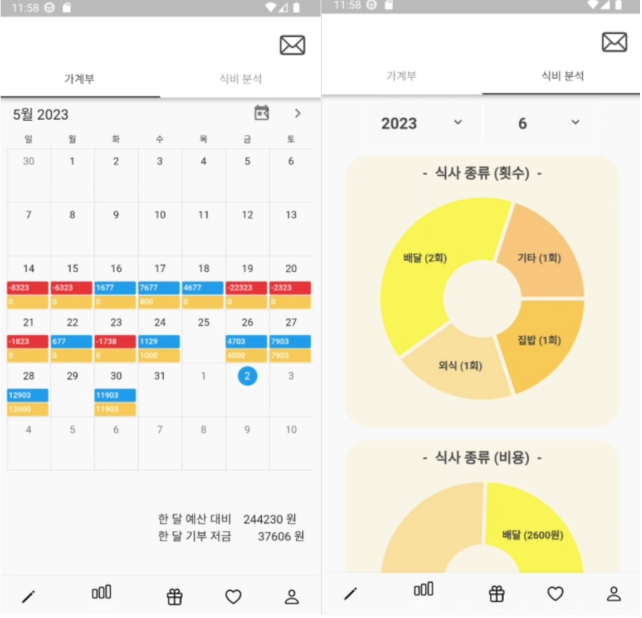 11:58
가계부 식비 분석
5월 2023
일 월 화 수 목 금 토
30 1 2 3 4 5 6
7 8 9 10 11 12 13
14 15 16 17 18 19 20
-8323 -6323 1677 7677 4677 -22323 -2323
0 0 0 800 0 0 0
21 22 23 24 25 26 27
-1823 677 -1738 1129 4703 7903
0 0 0 1000 4000 7903
28 29 30 31 1 2 3
12903 11903
12000 11903
4 5 6 7 8 9 10
한 달 예산 대비 244230 원
한 달 기부 저금 37606 원
11:58
가계부 식비 분석
2023 6
- 식사 종류 (횟수) -
배달 (2회)
기타 (1회)
집밥 (1회)
외식 (1회)
- 식사 종류 (비용) -
배달 (2600원)